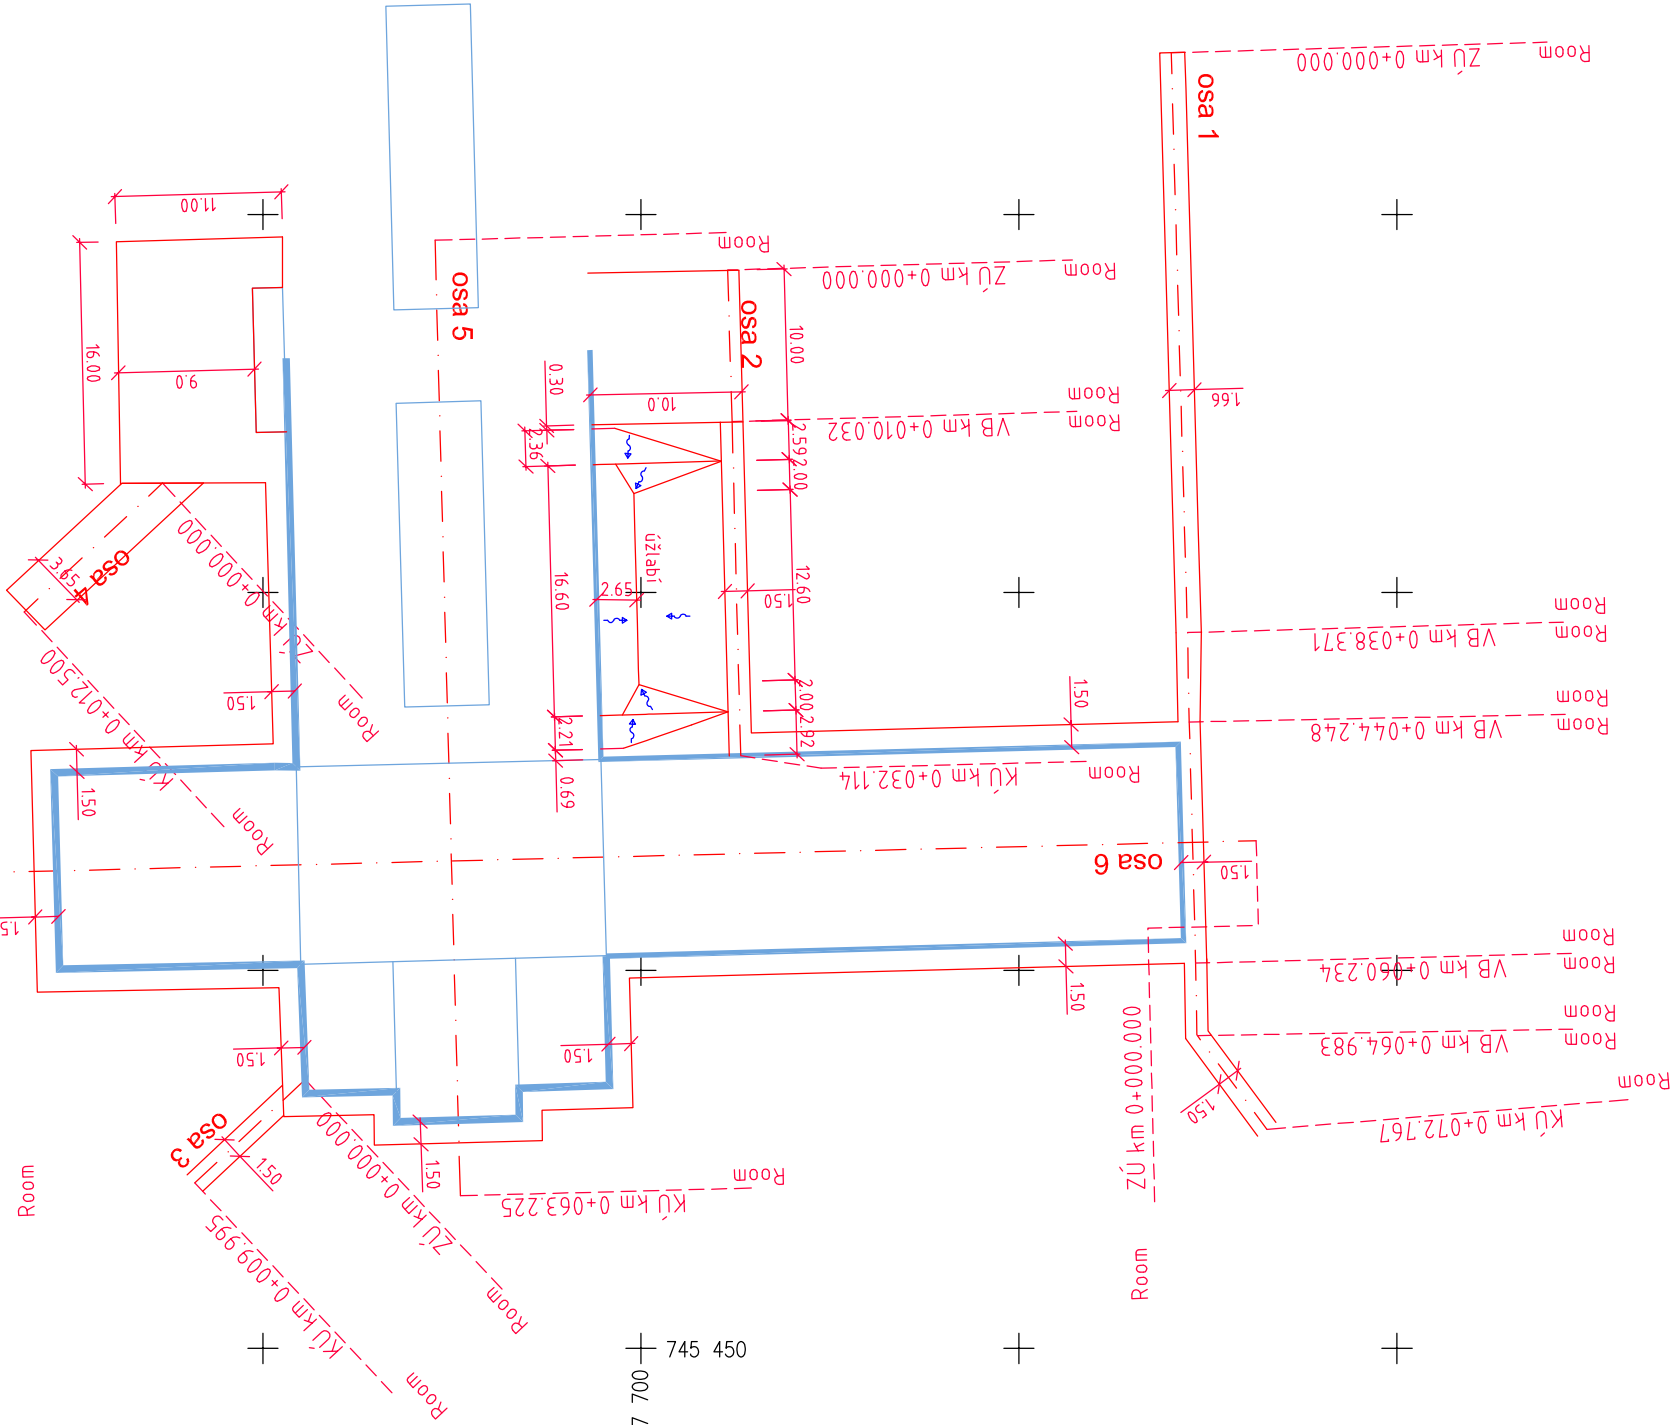 Room
ZÚ km 0+000.000
osa 1
11.00
Room
Room
ZÚ km 0+000.000
osa 5
osa 2
16.00
9.0
0.30
10.00
10.0
Room
1.66
Room
VB km 0+010.032
2.36
2.59
2.00
ZÚ km 0+000.000
úžlabí
osa 4
3.65
16.60
2.65
12.60
1.50
Room
Room
VB km 0+038.371
KÚ km 0+012.500
1.50
Room
1.50
2.00
2.92
Room
Room
VB km 0+044.248
2.21
0.69
1.50
Room
KÚ km 0+032.114
Room
osa 6
1.50
1.5
Room
Room
VB km 0+060.234
1.50
ZÚ km 0+000.000
Room
Room
VB km 0+064.983
1.50
1.50
Room
KÚ km 0+072.767
1.50
osa 3
1.50
ZÚ km 0+000.000
1.50
Room
KÚ km 0+063.225
Room
KÚ km 0+009.995
Room
Room
Room
745 450
7 700